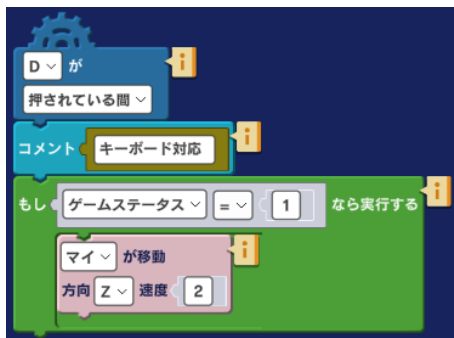 D が
押されている間
コメント キーボード対応
もし ゲームステータス = 1 なら実行する
マイ が移動
方向 Z 速度 2